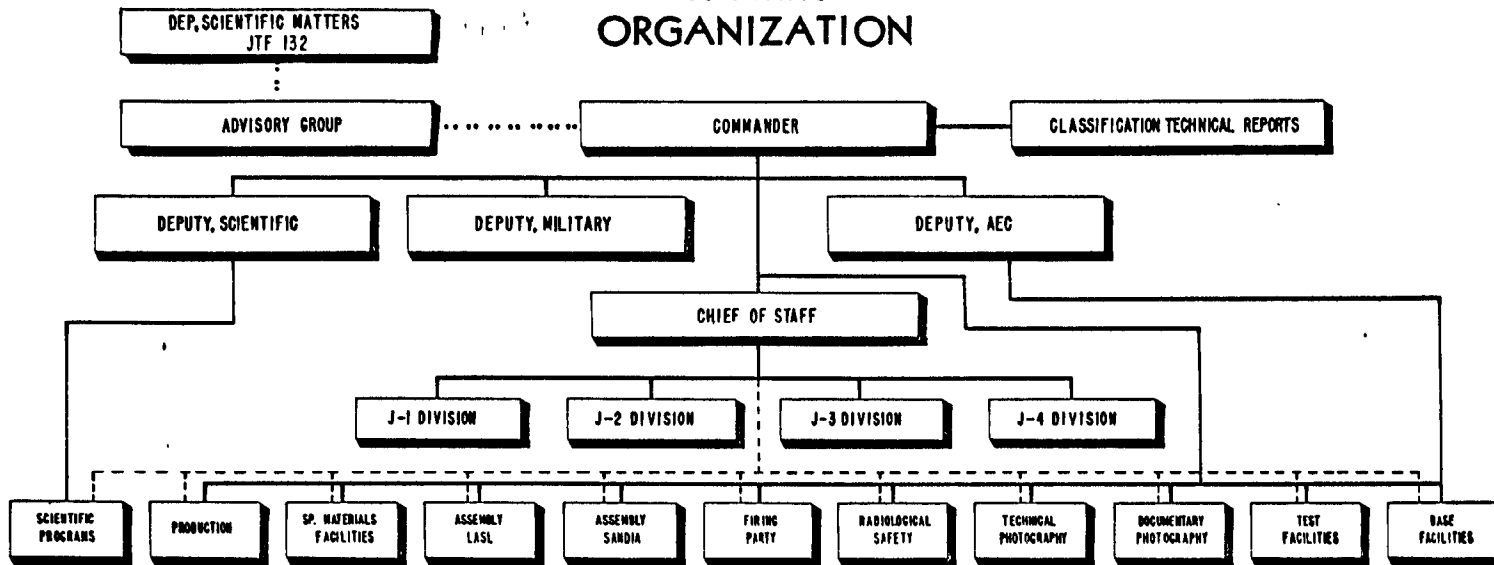 ORGANIZATION
DEP, SCIENTIFIC MATTERS
JTF 132
ADVISORY GROUP
COMMANDER
CLASSIFICATION TECHNICAL REPORTS
DEPUTY, SCIENTIFIC
DEPUTY, MILITARY
DEPUTY, AEC
CHIEF OF STAFF
J-1 DIVISION
J-2 DIVISION
J-3 DIVISION
J-4 DIVISION
SCIENTIFIC
PROGRAMS
PRODUCTION
SP. MATERIALS
FACILITIES
ASSEMBLY
LASL
ASSEMBLY
SANDIA
FIRING
PARTY
RADIOLOGICAL
SAFETY
TECHNICAL
PHOTOGRAPHY
DOCUMENTARY
PHOTOGRAPHY
TEST
FACILITIES
BASE
FACILITIES